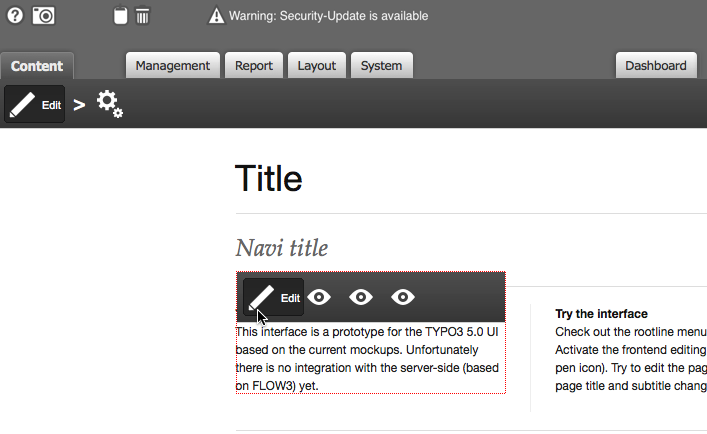 Warning: Security-Update is available
Content
Management
Report
Layout
System
Dashboard
Edit
Title
Navi title
Edit
This interface is a prototype for the TYPO3 5.0 UI
based on the current mockups. Unfortunately
there is no integration with the server-side (based
on FLOW3) yet.
Try the interface
Check out the rootline menu
Activate the frontend editing
pen icon). Try to edit the pag
page title and subtitle chang